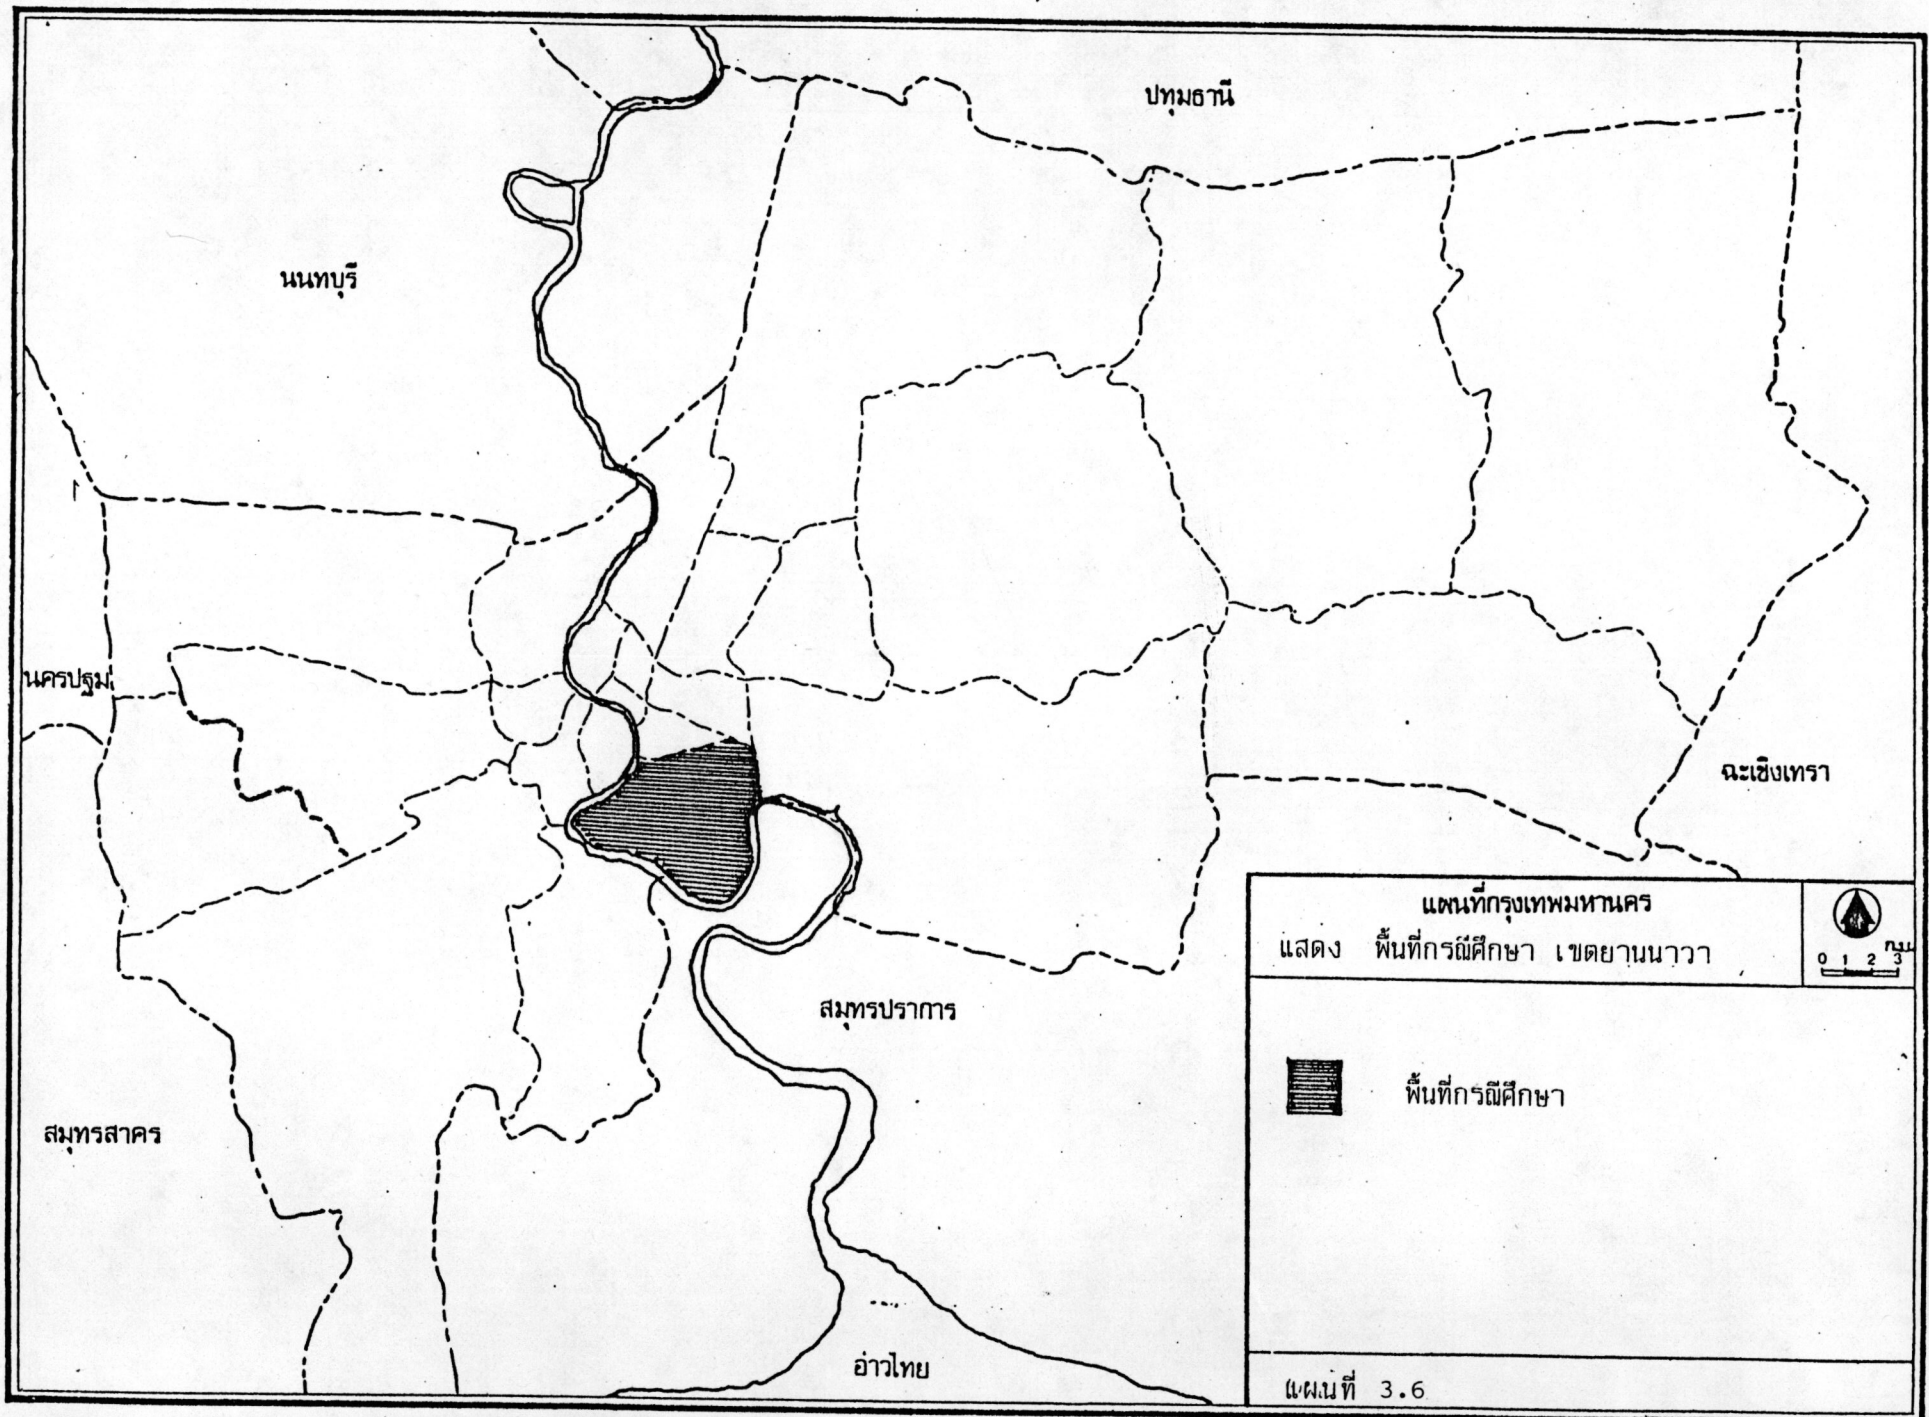 ปทุมธานี
นนทบุรี
นครปฐม
ฉะเชิงเทรา
แผนที่กรุงเทพมหานคร
แสดง พื้นที่กรณีศึกษา เขตยานนาวา
กม.
0 1 2 3
สมุทรปราการ
พื้นที่กรณีศึกษา
สมุทรสาคร
อ่าวไทย
แผนที่ 3.6